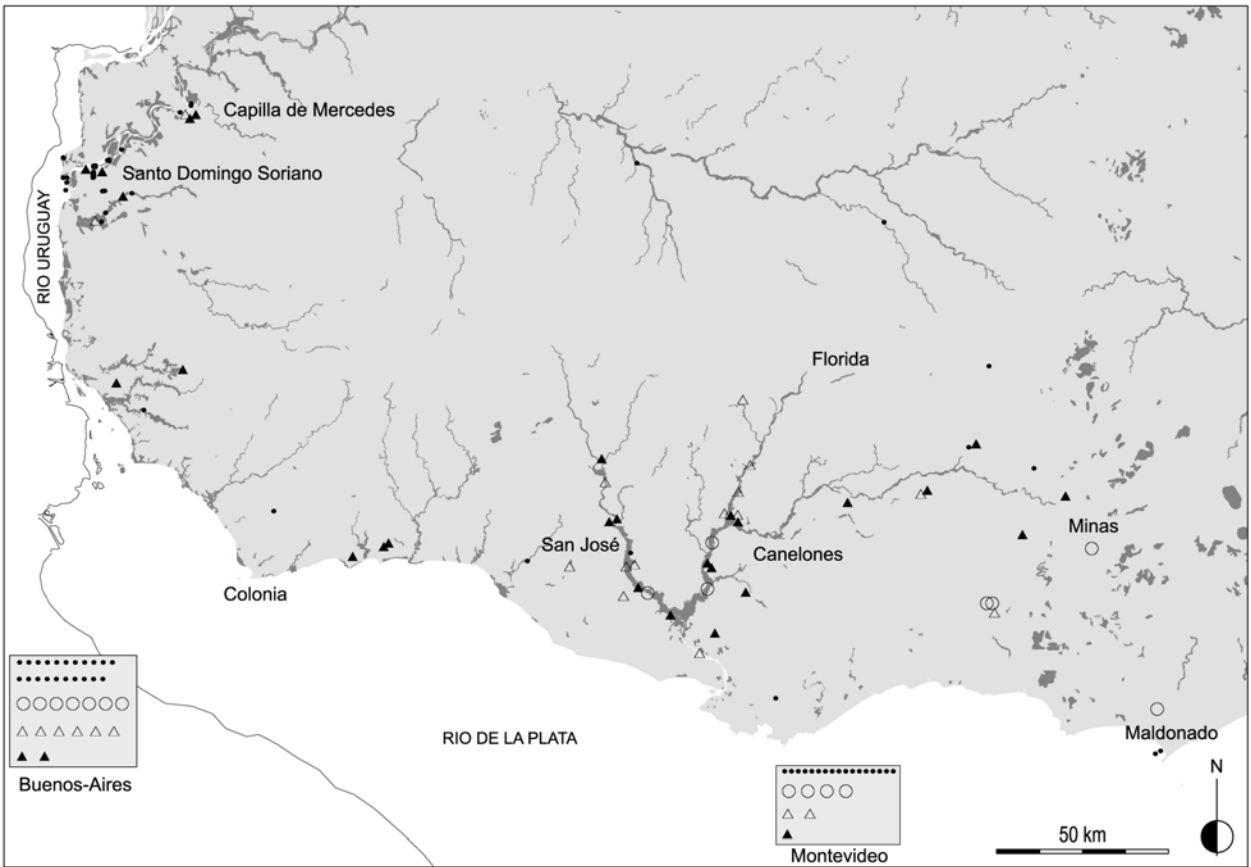 Capilla de Mercedes
Santo Domingo Soriano
RIO URUGUAY
Florida
Minas
San José
Canelones
Colonia
Maldonado
RIO DE LA PLATA
Buenos-Aires
N
50 km
Montevideo